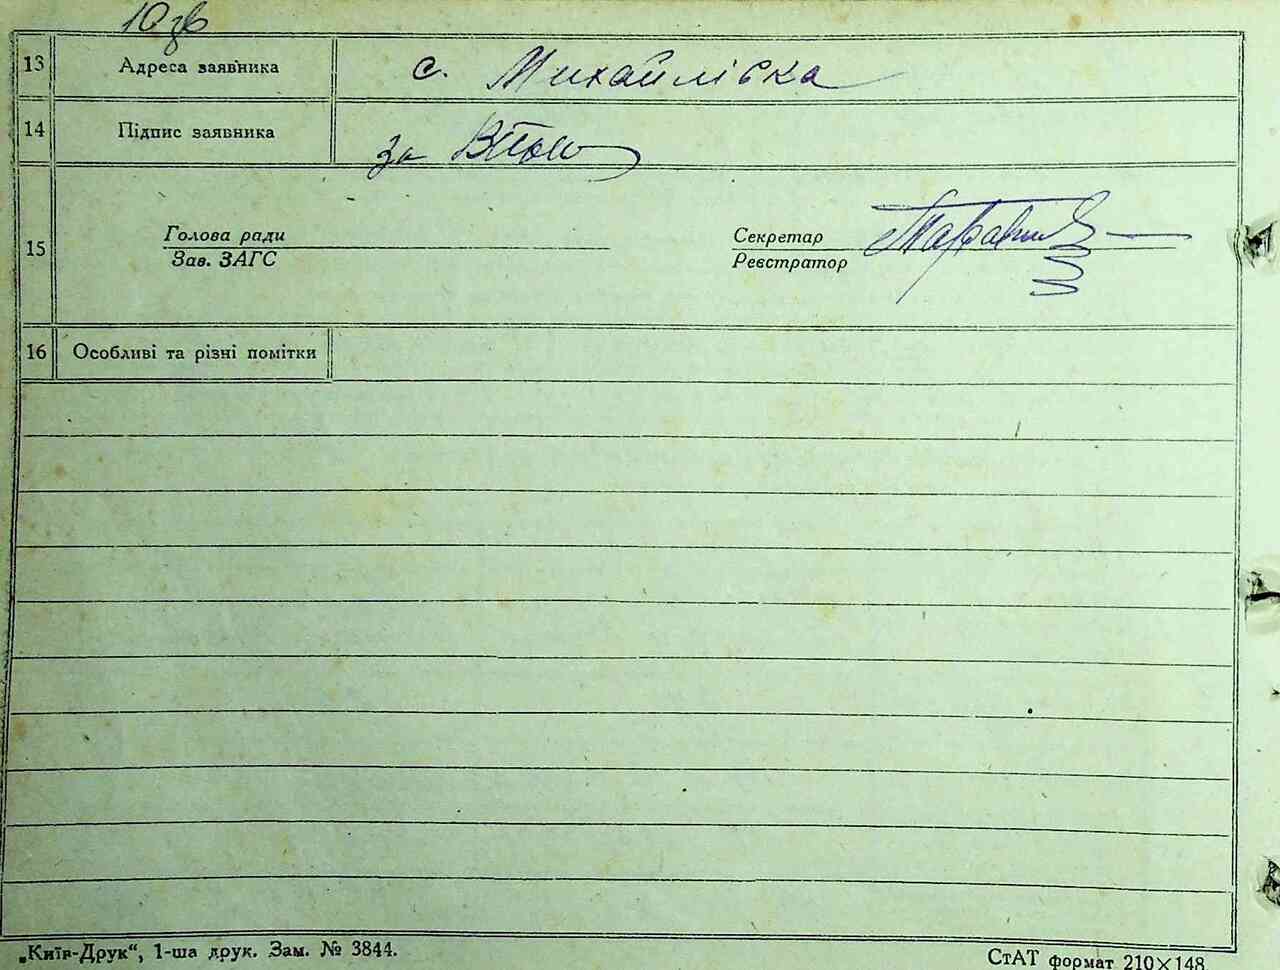 10 зв
13 Адреса заявника с. Михайлівка
14 Підпис заявника за
15
Голова ради
Зав. ЗАГС
Секретар
Реєстратор
16 Особливі та різні помітки
„Київ-Друк“, 1-ша друк. Зам. № 3844.
СтАТ формат 210×148